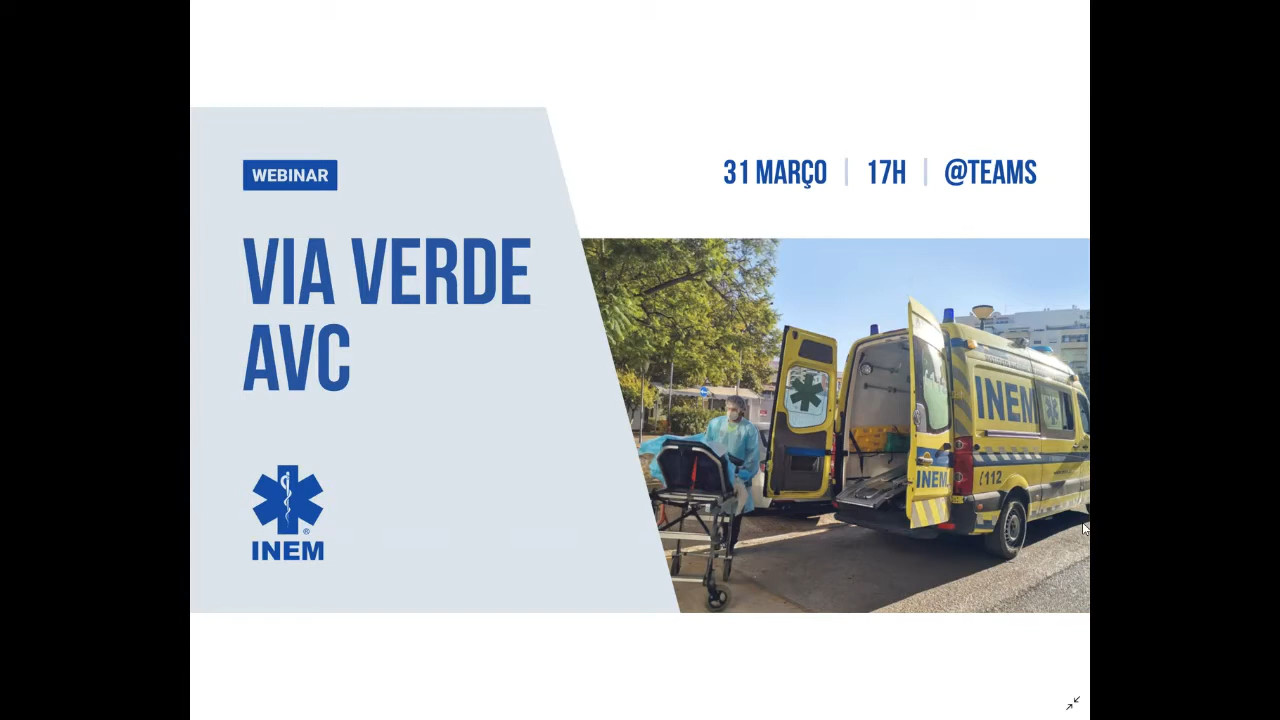 WEBINAR
31 MARÇO | 17H | @TEAMS
VIA VERDE
AVC
INEM
INEM
112
INEM